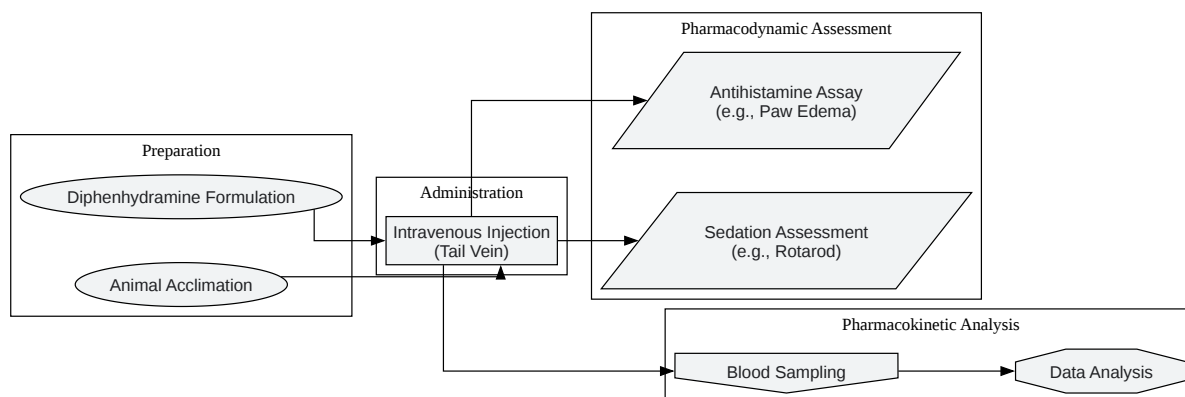 Preparation
Diphenhydramine Formulation
Animal Acclimation
Administration
Intravenous Injection
(Tail Vein)
Pharmacodynamic Assessment
Antihistamine Assay
(e.g., Paw Edema)
Sedation Assessment
(e.g., Rotarod)
Pharmacokinetic Analysis
Blood Sampling
Data Analysis